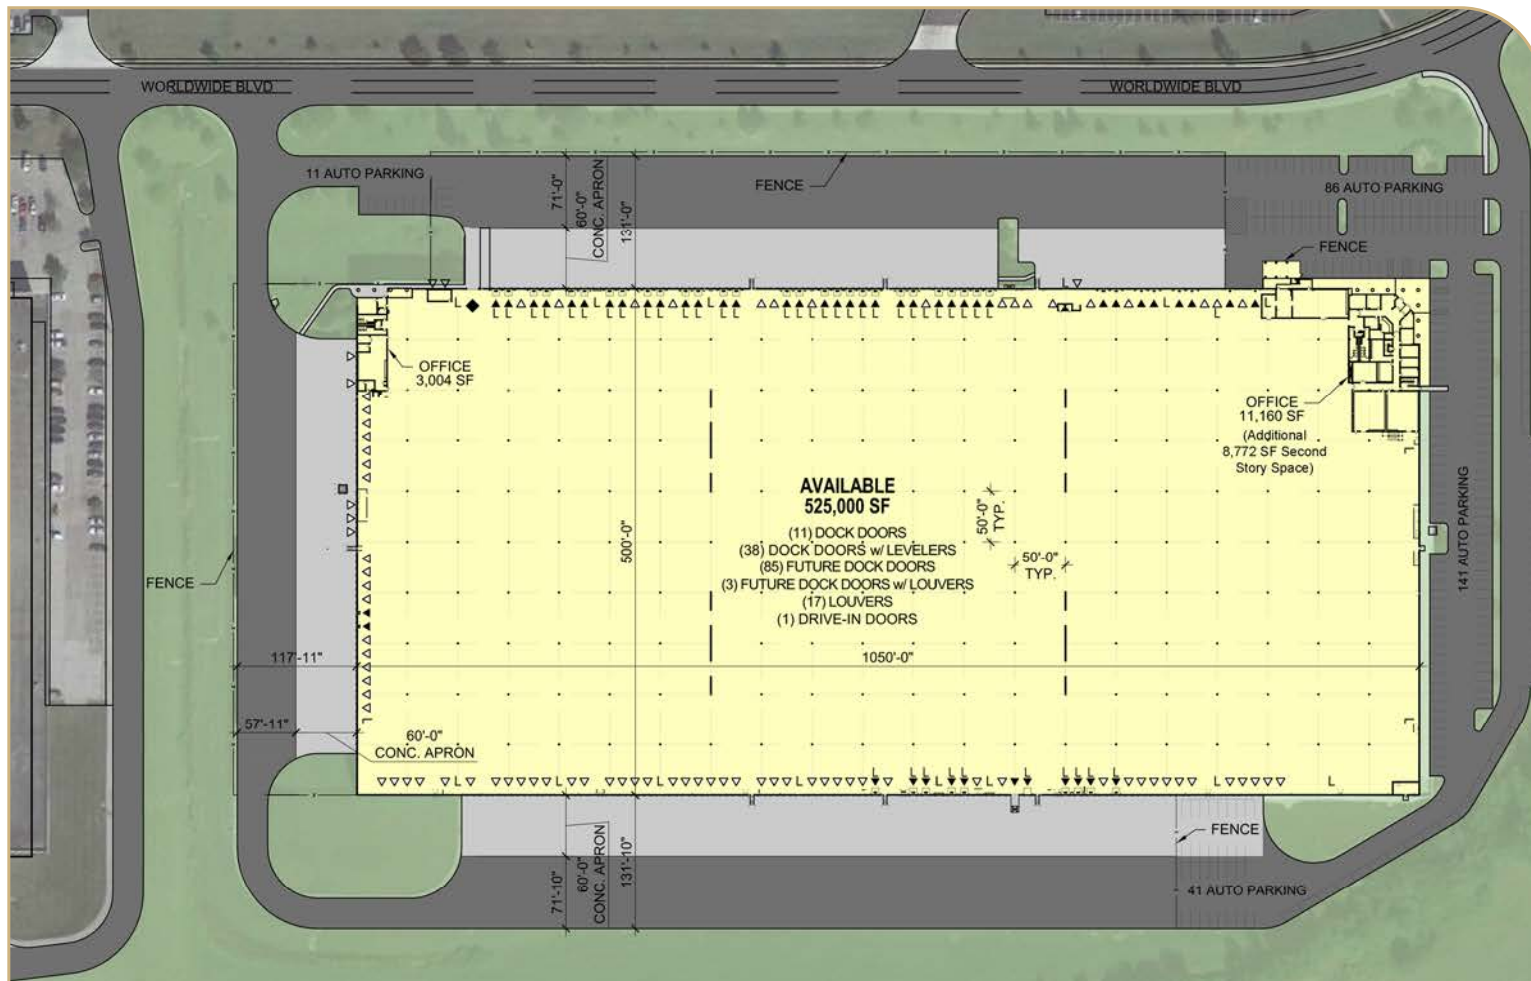 WORLDWIDE BLVD
WORLDWIDE BLVD
11 AUTO PARKING
71'-0"
60'-0"
CONC. APRON
131'-0"
FENCE
86 AUTO PARKING
FENCE
OFFICE
3,004 SF
OFFICE
11,160 SF
(Additional
8,772 SF Second
Story Space)
AVAILABLE
525,000 SF
(11) DOCK DOORS
(38) DOCK DOORS w/ LEVELERS
(85) FUTURE DOCK DOORS
(3) FUTURE DOCK DOORS w/ LOUVERS
(17) LOUVERS
(1) DRIVE-IN DOORS
50'-0"
TYP.
50'-0"
TYP.
500'-0"
1050'-0"
141 AUTO PARKING
FENCE
117'-11"
57'-11"
60'-0"
CONC. APRON
71'-10"
60'-0"
CONC. APRON
131'-10"
FENCE
41 AUTO PARKING